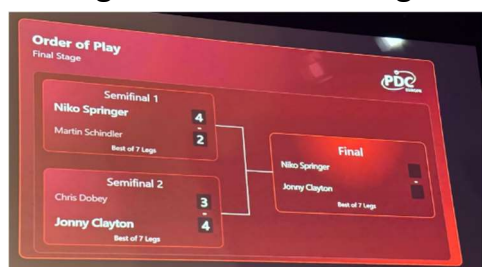 Order of Play
Final Stage
PDC
EUROPE
Semifinal 1
Niko Springer 4
-
Martin Schindler 2
Best of 7 Legs
Semifinal 2
Chris Dobey 3
-
Jonny Clayton 4
Best of 7 Legs
Final
Niko Springer
-
Jonny Clayton
Best of 7 Legs